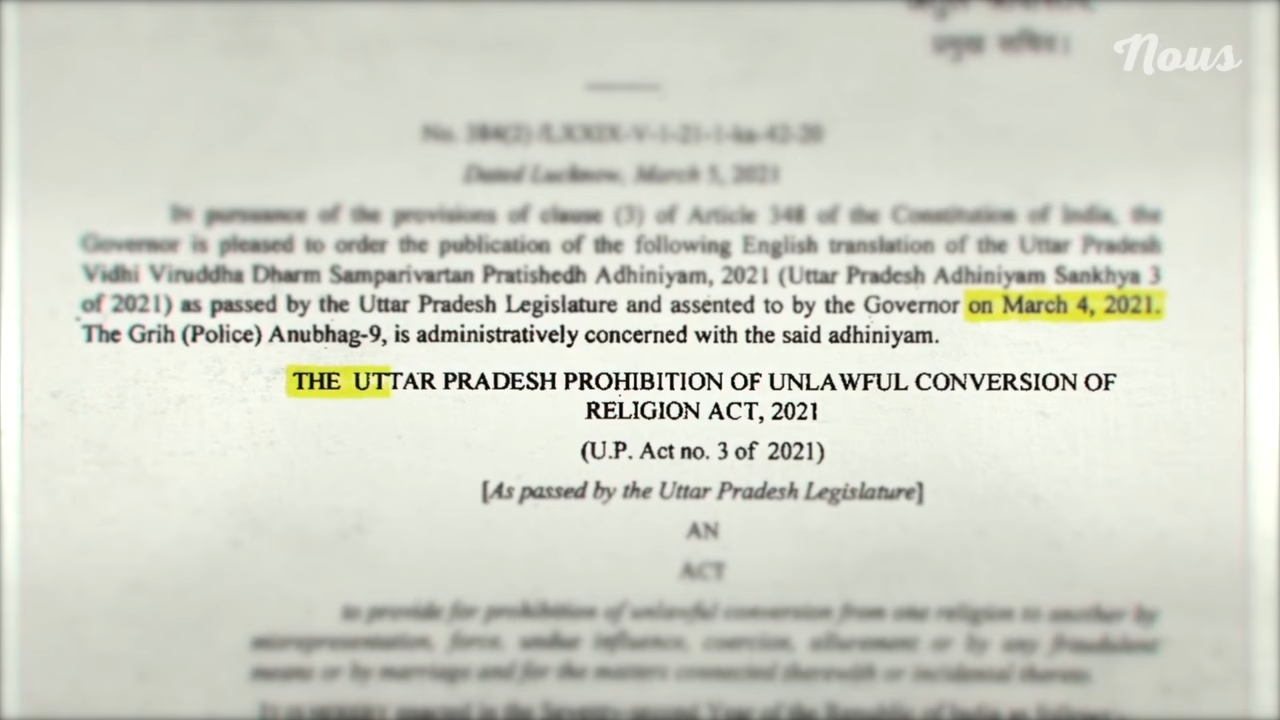 प्रमुख सचिव।
Nous
No. 384(2)/LXXIX-V-1-21-1-ka-42-20
Dated Lucknow, March 5, 2021
In pursuance of the provisions of clause (3) of Article 348 of the Constitution of India, the
Governor is pleased to order the publication of the following English translation of the Uttar Pradesh
Vidhi Viruddha Dharm Samparivartan Pratishedh Adhiniyam, 2021 (Uttar Pradesh Adhiniyam Sankhya 3
of 2021) as passed by the Uttar Pradesh Legislature and assented to by the Governor on March 4, 2021.
The Grih (Police) Anubhag-9, is administratively concerned with the said adhiniyam.
THE UTTAR PRADESH PROHIBITION OF UNLAWFUL CONVERSION OF
RELIGION ACT, 2021
(U.P. Act no. 3 of 2021)
[As passed by the Uttar Pradesh Legislature]
AN
ACT
to provide for prohibition of unlawful conversion from one religion to another by
misrepresentation, force, undue influence, coercion, allurement or by any fraudulent
means or by marriage and for the matters connected therewith or incidental thereto.